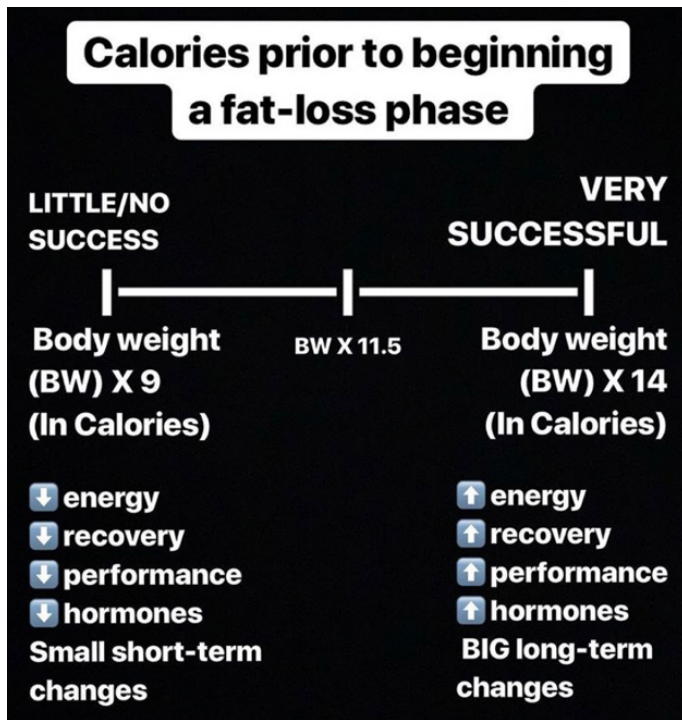 Calories prior to beginning
a fat-loss phase
LITTLE/NO
SUCCESS
VERY
SUCCESSFUL
Body weight
(BW) X 9
(In Calories)
BW X 11.5
Body weight
(BW) X 14
(In Calories)
⬇️ energy
⬇️ recovery
⬇️ performance
⬇️ hormones
Small short-term
changes
⬆️ energy
⬆️ recovery
⬆️ performance
⬆️ hormones
BIG long-term
changes